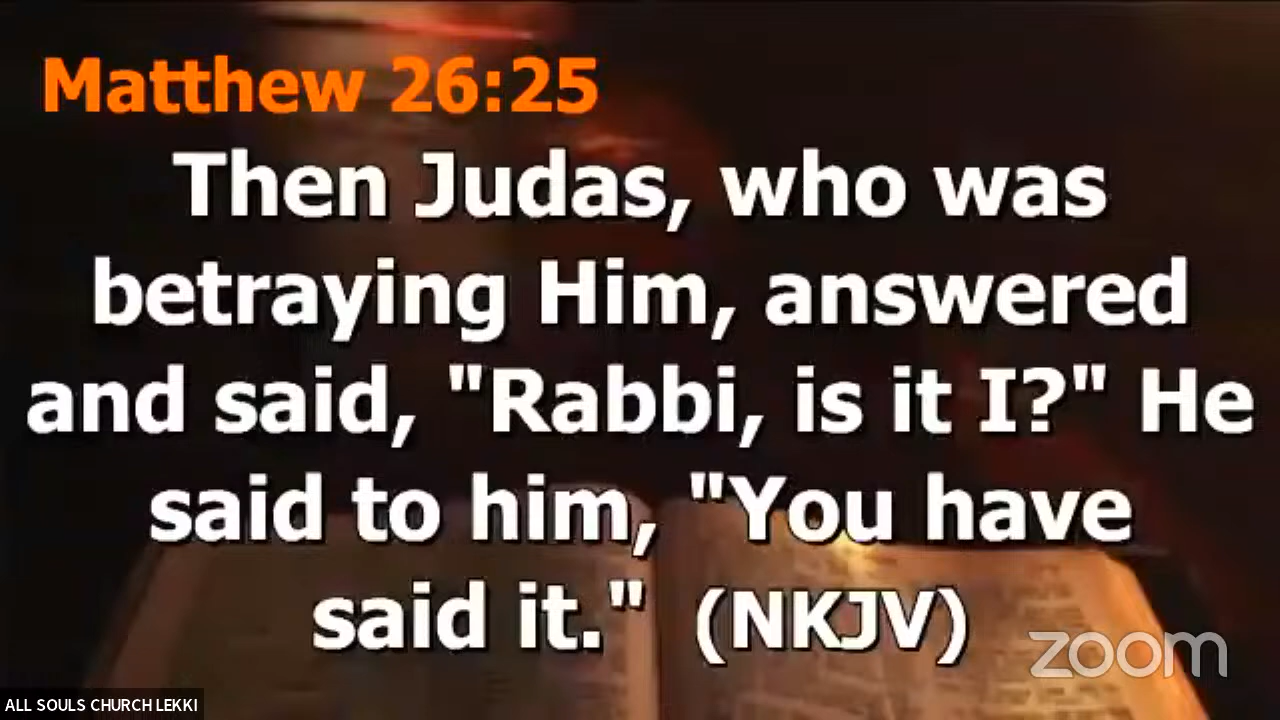 Matthew 26:25
Then Judas, who was
betraying Him, answered
and said, "Rabbi, is it I?" He
said to him, "You have
said it." (NKJV)
zoom
ALL SOULS CHURCH LEKKI